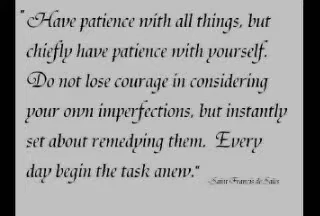 "Have patience with all things, but
chiefly have patience with yourself.
Do not lose courage in considering
your own imperfections, but instantly
set about remedying them. Every
day begin the task anew."
-Saint Francis de Sales